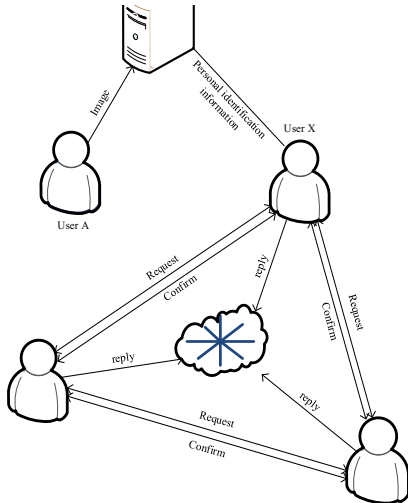 Image
Personal identification
information
User X
User A
Request
Confirm
reply
Request
Confirm
reply
reply
Request
Confirm